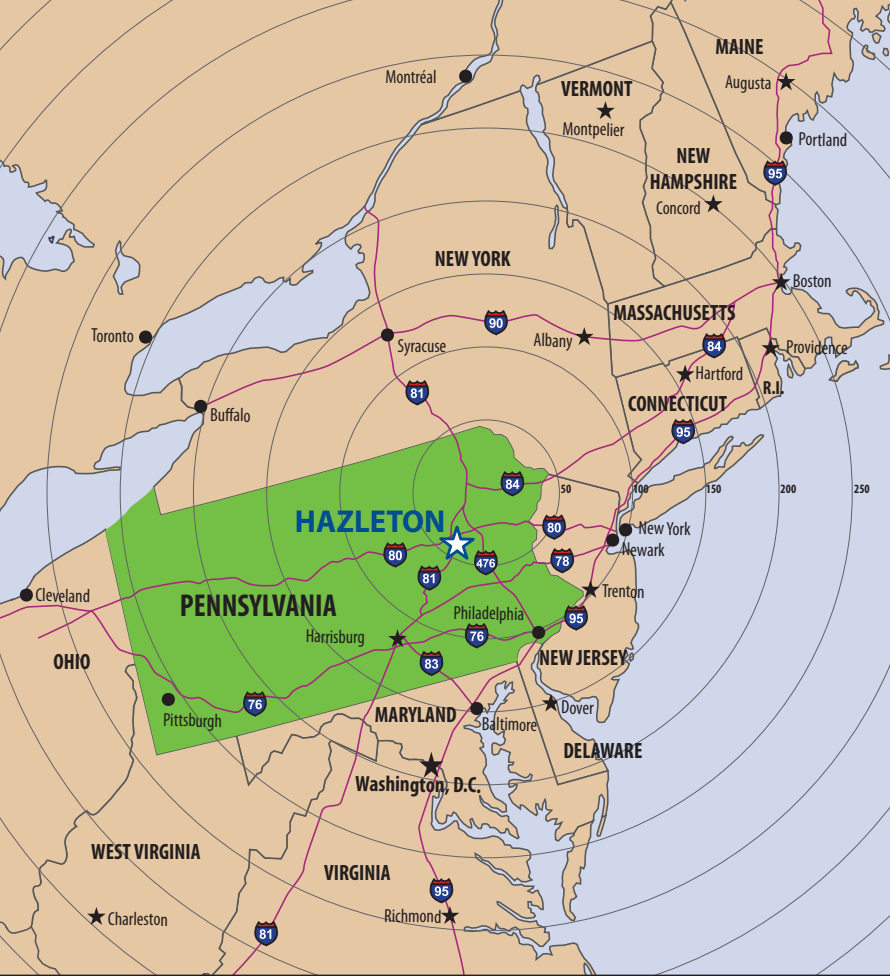 MAINE
Montréal
Augusta
VERMONT
Montpelier
Portland
NEW
HAMPSHIRE
95
Concord
NEW YORK
Boston
MASSACHUSETTS
90
Toronto
Albany
Syracuse
84
Providence
Hartford
R.I.
81
CONNECTICUT
Buffalo
95
84
50
100
150
200
250
HAZLETON
80
New York
Newark
80
476
78
81
Cleveland
PENNSYLVANIA
Trenton
Philadelphia
95
Harrisburg
76
OHIO
83
NEW JERSEY
76
Pittsburgh
MARYLAND
Baltimore
Dover
DELAWARE
Washington, D.C.
WEST VIRGINIA
VIRGINIA
95
Charleston
Richmond
81